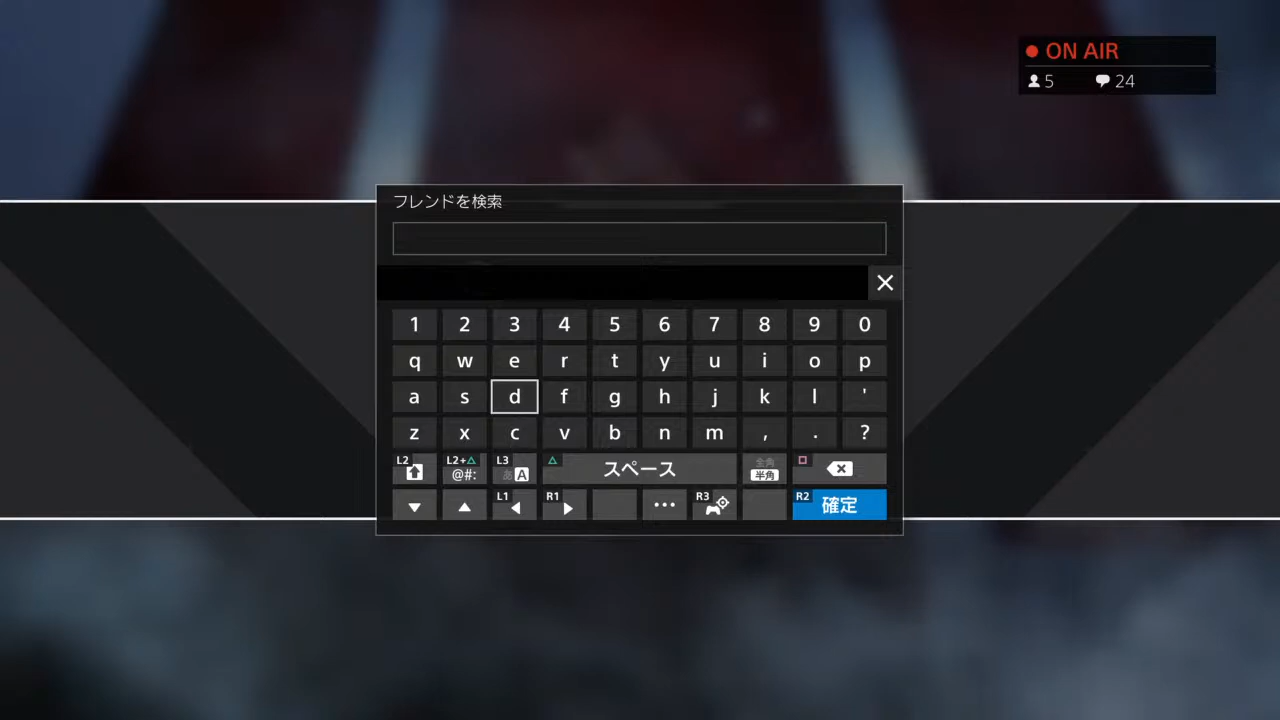 ON AIR
5 24
フレンドを検索
1 2 3 4 5 6 7 8 9 0
q w e r t y u i o p
a s d f g h j k l '
z x c v b n m , . ?
L2 L2+△ @#: L3 あ A △ スペース 全角 半角 □
L1 R1 ... R3 R2 確定